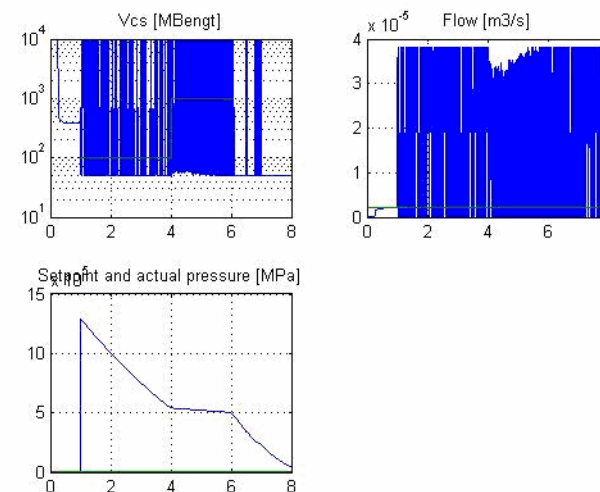 Vcs [MBengt]
10^4
10^3
10^2
10^1
0 2 4 6 8
x 10^-5 Flow [m3/s]
4
3
2
1
0
0 2 4 6
Setpoint and actual pressure [MPa]
x 10^5
15
10
5
0
0 2 4 6 8